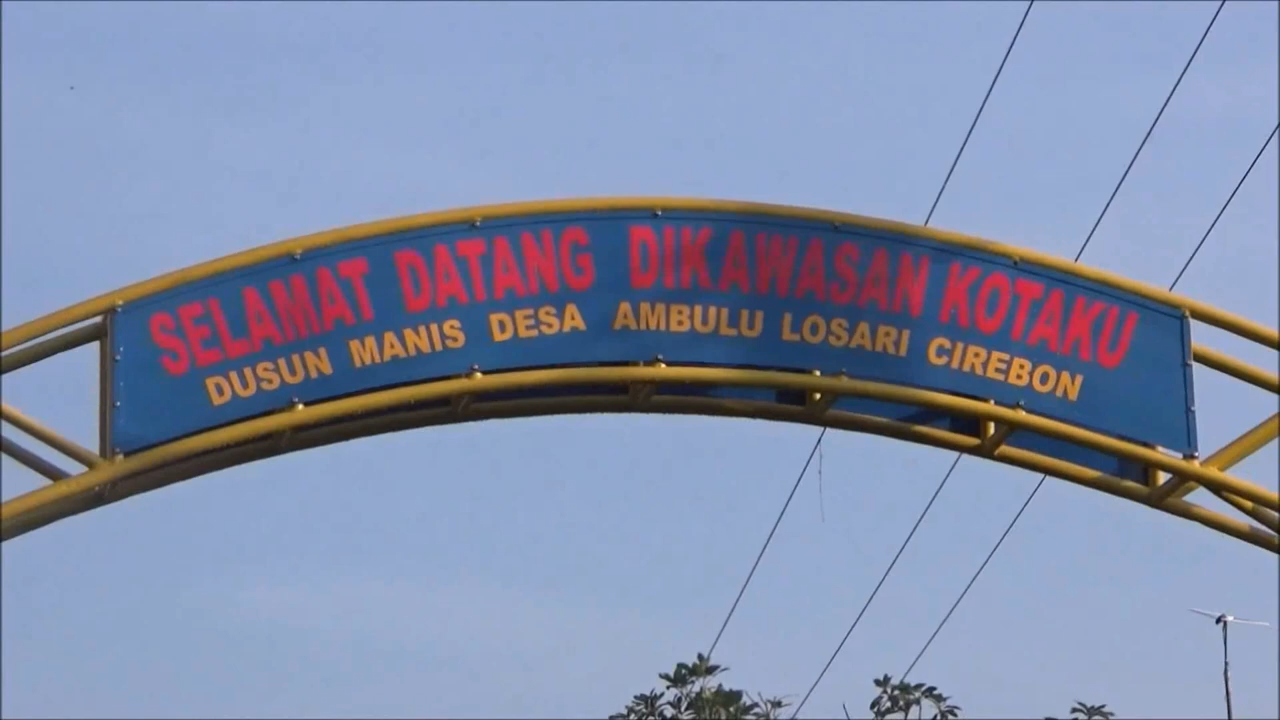 SELAMAT DATANG DIKAWASAN KOTAKU
DUSUN MANIS DESA AMBULU LOSARI CIREBON